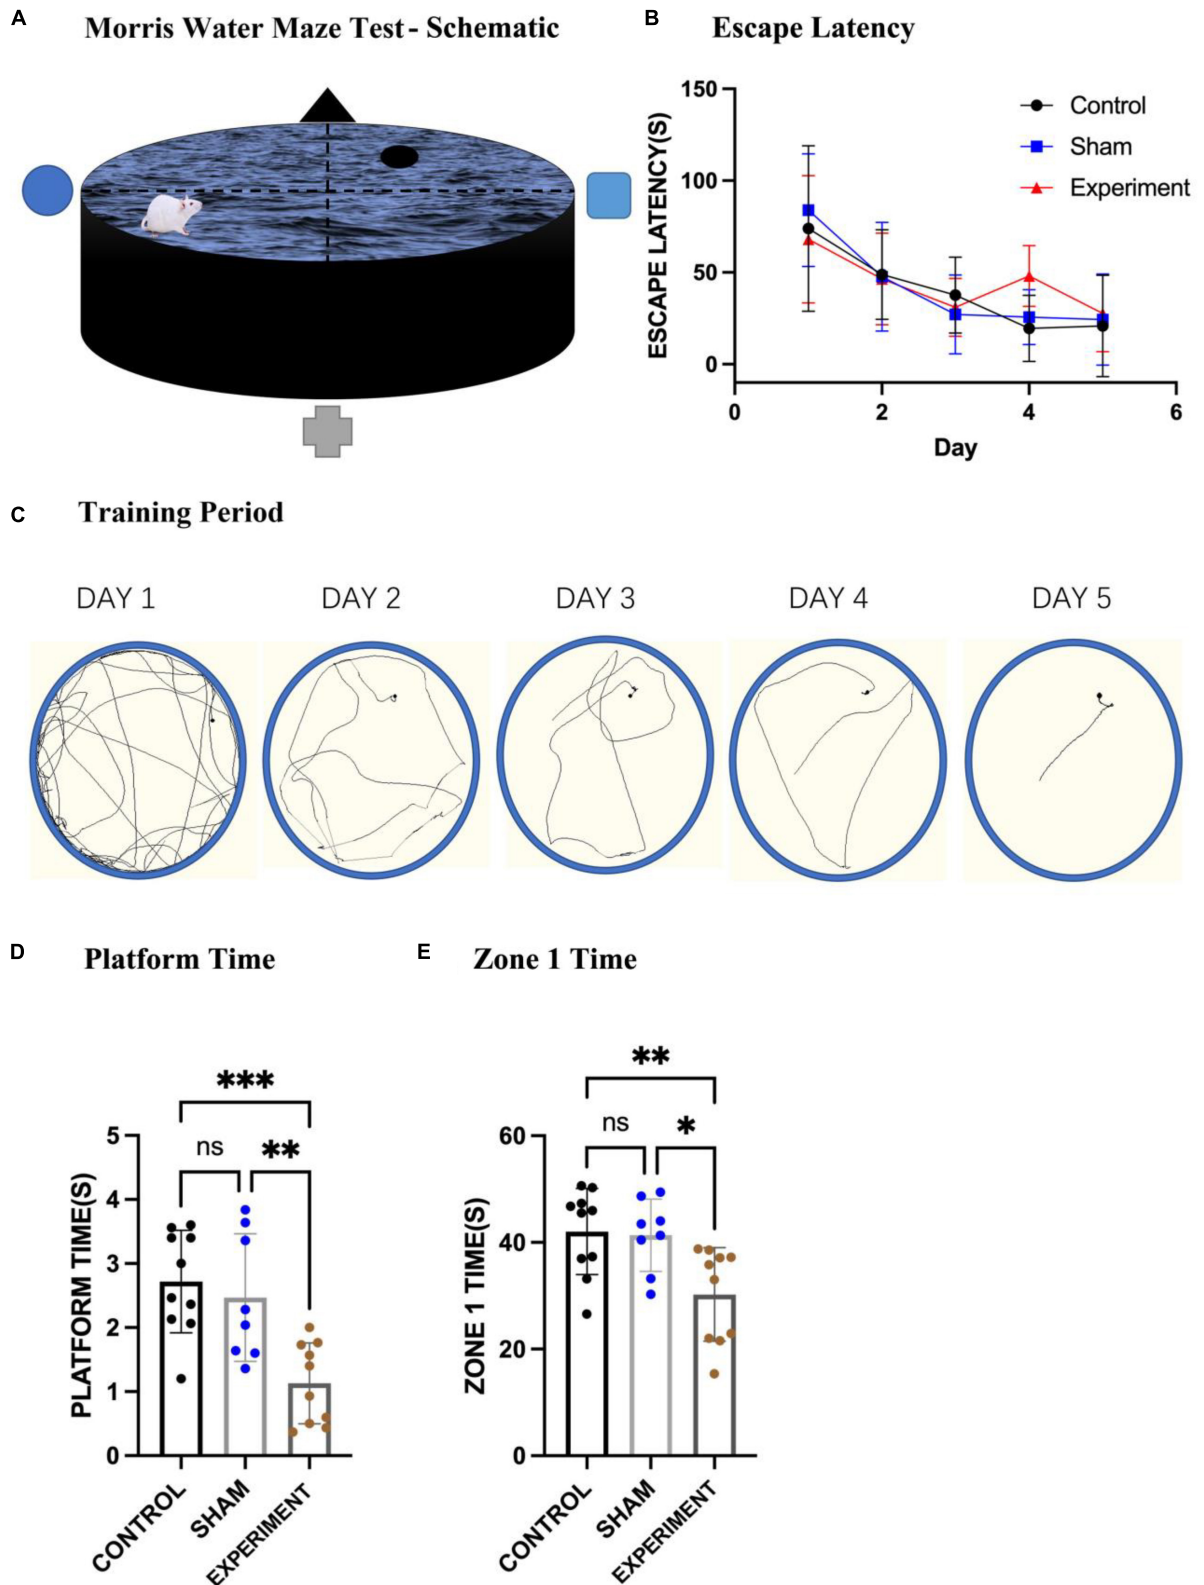 A
Morris Water Maze Test - Schematic
B
Escape Latency
ESCAPE LATENCY(S)
150
100
50
0
0
2
4
6
Day
Control
Sham
Experiment
C
Training Period
DAY 1
DAY 2
DAY 3
DAY 4
DAY 5
D
Platform Time
PLATFORM TIME(S)
***
ns
**
5
4
3
2
1
0
CONTROL
SHAM
EXPERIMENT
E
Zone 1 Time
ZONE 1 TIME(S)
**
ns
*
60
40
20
0
CONTROL
SHAM
EXPERIMENT